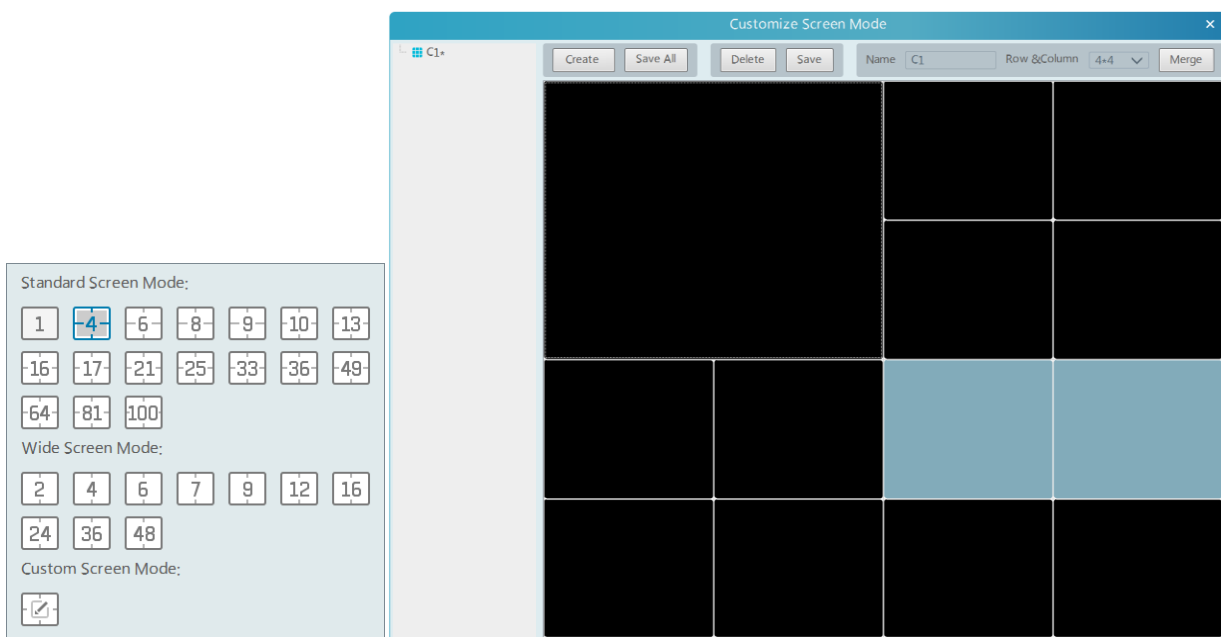 Customize Screen Mode ×
C1*
Create Save All Delete Save Name C1 Row &Column 4*4 Merge
Standard Screen Mode:
1 4 6 8 9 10 13
16 17 21 25 33 36 49
64 81 100
Wide Screen Mode:
2 4 6 7 9 12 16
24 36 48
Custom Screen Mode: